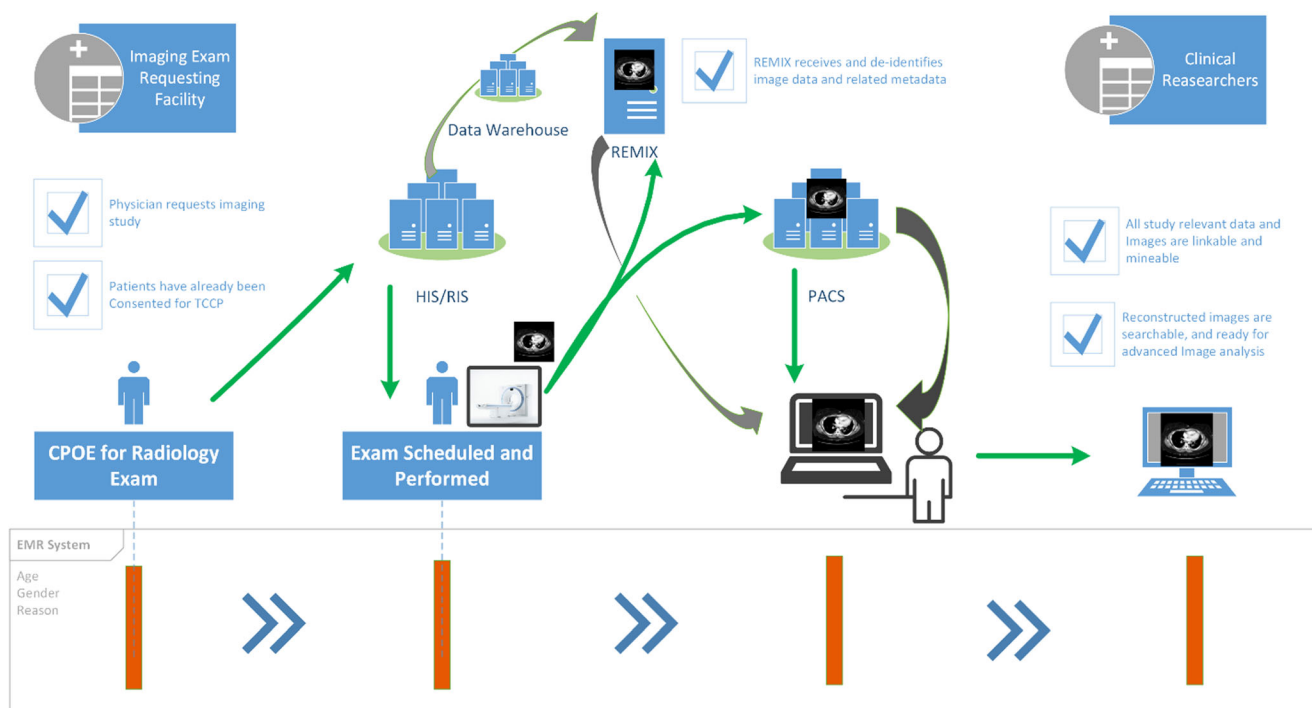 Imaging Exam
Requesting
Facility
Data Warehouse
REMIX
REMIX receives and de-identifies
image data and related metadata
Clinical
Reasearchers
Physician requests imaging
study
Patients have already been
Consented for TCCP
HIS/RIS
PACS
All study relevant data and
Images are linkable and
mineable
Reconstructed images are
searchable, and ready for
advanced Image analysis
CPOE for Radiology
Exam
Exam Scheduled and
Performed
EMR System
Age
Gender
Reason